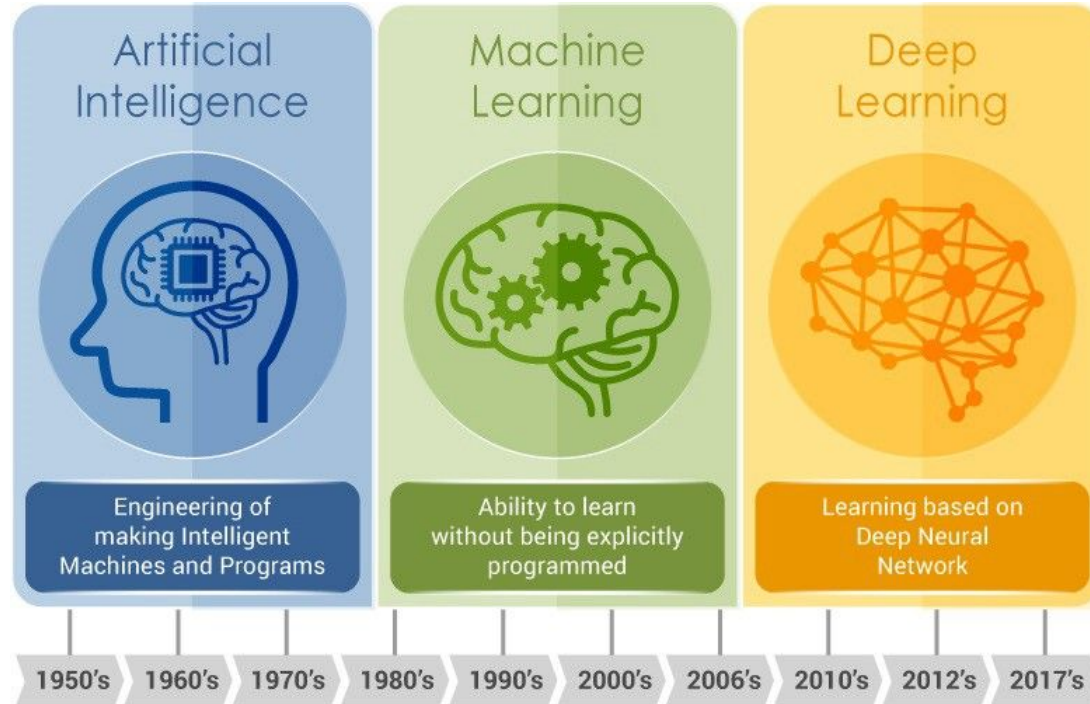 Artificial
Intelligence
Machine
Learning
Deep
Learning
Engineering of
making Intelligent
Machines and Programs
Ability to learn
without being explicitly
programmed
Learning based on
Deep Neural
Network
1950's
1960's
1970's
1980's
1990's
2000's
2006's
2010's
2012's
2017's